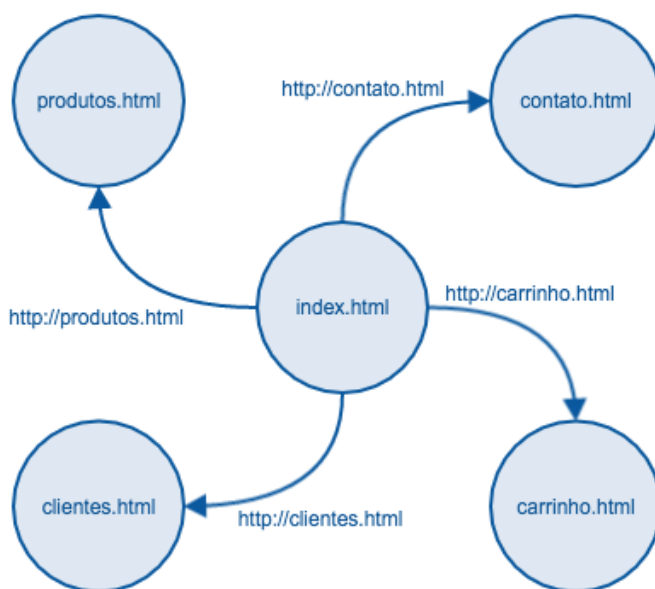 http://contato.html
produtos.html
contato.html
http://carrinho.html
index.html
http://produtos.html
clientes.html
http://clientes.html
carrinho.html